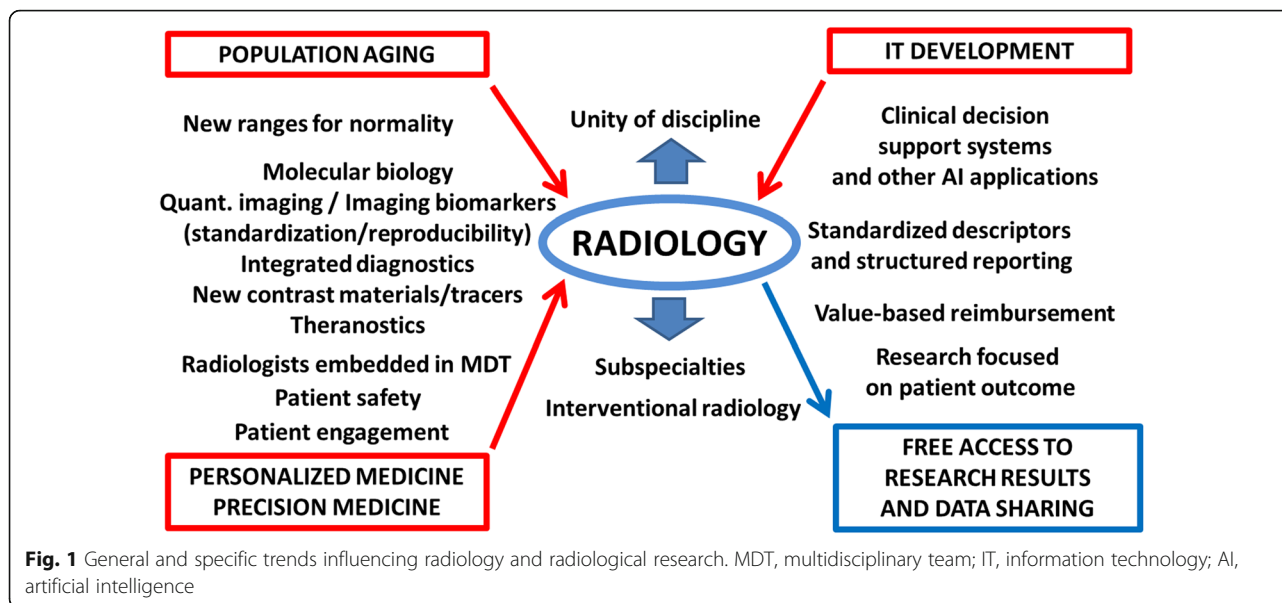 POPULATION AGING
New ranges for normality
Molecular biology
Quant. imaging / Imaging biomarkers
(standardization/reproducibility)
Integrated diagnostics
New contrast materials/tracers
Theranostics
Radiologists embedded in MDT
Patient safety
Patient engagement
PERSONALIZED MEDICINE
PRECISION MEDICINE
Unity of discipline
RADIOLOGY
Subspecialties
Interventional radiology
IT DEVELOPMENT
Clinical decision
support systems
and other AI applications
Standardized descriptors
and structured reporting
Value-based reimbursement
Research focused
on patient outcome
FREE ACCESS TO
RESEARCH RESULTS
AND DATA SHARING
Fig. 1 General and specific trends influencing radiology and radiological research. MDT, multidisciplinary team; IT, information technology; AI,
artificial intelligence